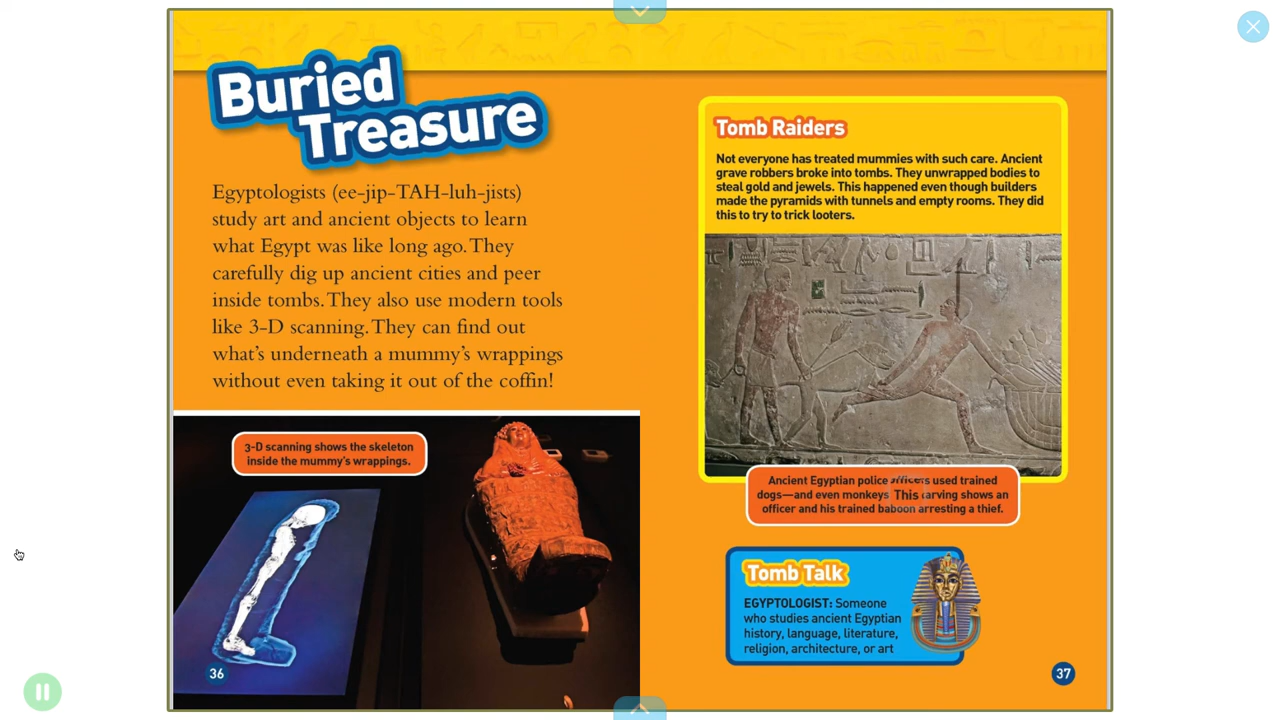 Buried
Treasure
Egyptologists (ee-jip-TAH-luh-jists)
study art and ancient objects to learn
what Egypt was like long ago. They
carefully dig up ancient cities and peer
inside tombs. They also use modern tools
like 3-D scanning. They can find out
what's underneath a mummy's wrappings
without even taking it out of the coffin!
3-D scanning shows the skeleton
inside the mummy's wrappings.
36
Tomb Raiders
Not everyone has treated mummies with such care. Ancient
grave robbers broke into tombs. They unwrapped bodies to
steal gold and jewels. This happened even though builders
made the pyramids with tunnels and empty rooms. They did
this to try to trick looters.
Ancient Egyptian police officers used trained
dogs—and even monkeys This carving shows an
officer and his trained baboon arresting a thief.
Tomb Talk
EGYPTOLOGIST: Someone
who studies ancient Egyptian
history, language, literature,
religion, architecture, or art
37